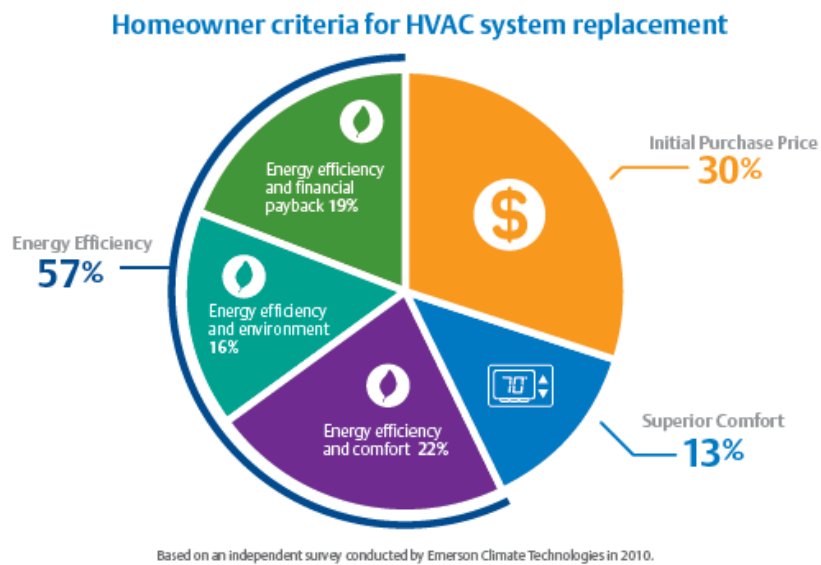 Homeowner criteria for HVAC system replacement
Energy efficiency
and financial
payback 19%
$
Initial Purchase Price
30%
Energy Efficiency
57%
Energy efficiency
and environment
16%
70°
Energy efficiency
and comfort 22%
Superior Comfort
13%
Based on an independent survey conducted by Emerson Climate Technologies in 2010.